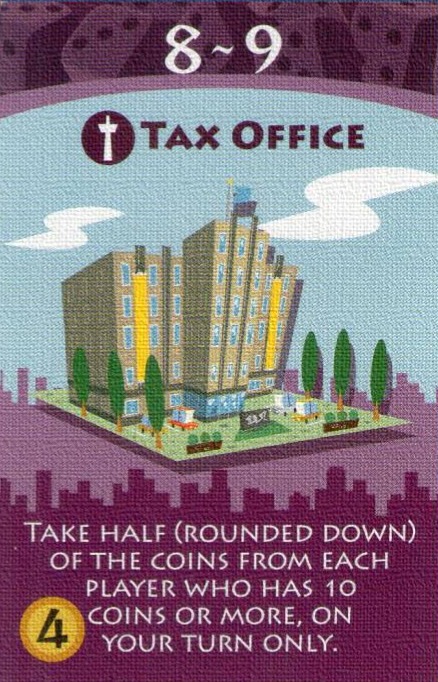 8~9
TAX OFFICE
TAKE HALF (ROUNDED DOWN)
OF THE COINS FROM EACH
PLAYER WHO HAS 10
COINS OR MORE, ON
YOUR TURN ONLY.
4